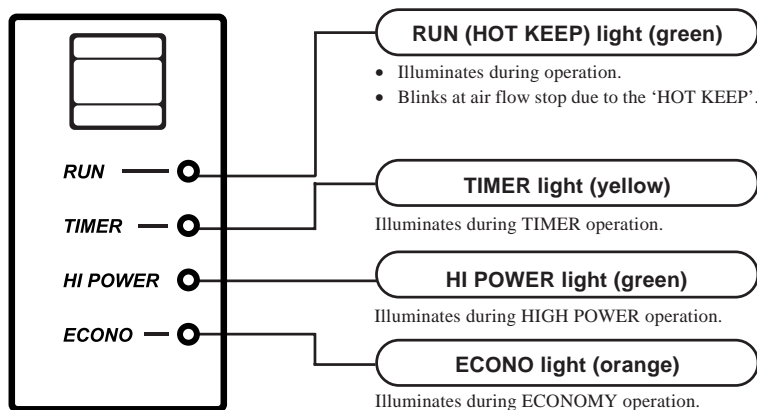 RUN (HOT KEEP) light (green)
• Illuminates during operation.
• Blinks at air flow stop due to the ‘HOT KEEP’.
RUN
TIMER light (yellow)
TIMER
Illuminates during TIMER operation.
HI POWER
HI POWER light (green)
Illuminates during HIGH POWER operation.
ECONO
ECONO light (orange)
Illuminates during ECONOMY operation.